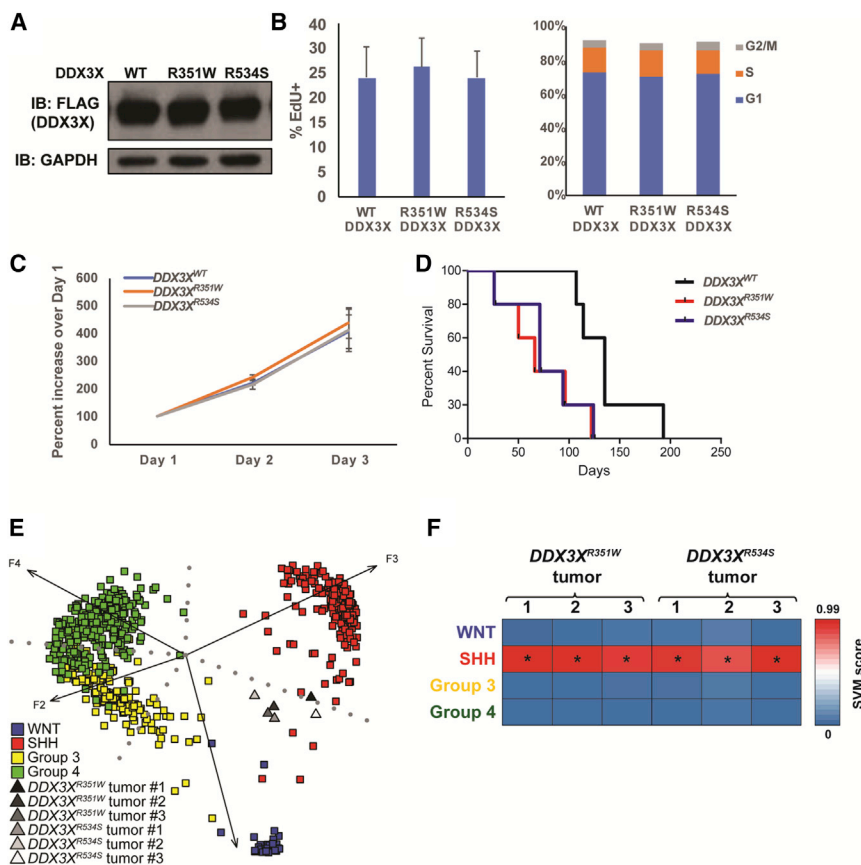 A
DDX3X WT R351W R534S
IB: FLAG
(DDX3X)
IB: GAPDH
B
% EdU+
40
35
30
25
20
15
10
5
0
WT
DDX3X
R351W
DDX3X
R534S
DDX3X
100%
80%
60%
40%
20%
0%
WT
DDX3X
R351W
DDX3X
R534S
DDX3X
G2/M
S
G1
C
Percent increase over Day 1
600
500
400
300
200
100
0
DDX3X^WT
DDX3X^R351W
DDX3X^R534S
Day 1 Day 2 Day 3
D
Percent Survival
100
80
60
40
30
0
0 50 100 150 200 250
Days
DDX3X^WT
DDX3X^R351W
DDX3X^R534S
E
F4
F3
F2
WNT
SHH
Group 3
Group 4
DDX3X^R351W tumor #1
DDX3X^R351W tumor #2
DDX3X^R351W tumor #3
DDX3X^R534S tumor #1
DDX3X^R534S tumor #2
DDX3X^R534S tumor #3
F
DDX3X^R351W
tumor
DDX3X^R534S
tumor
1 2 3 1 2 3
WNT
SHH * * * * * *
Group 3
Group 4
0.99
SVM score
0